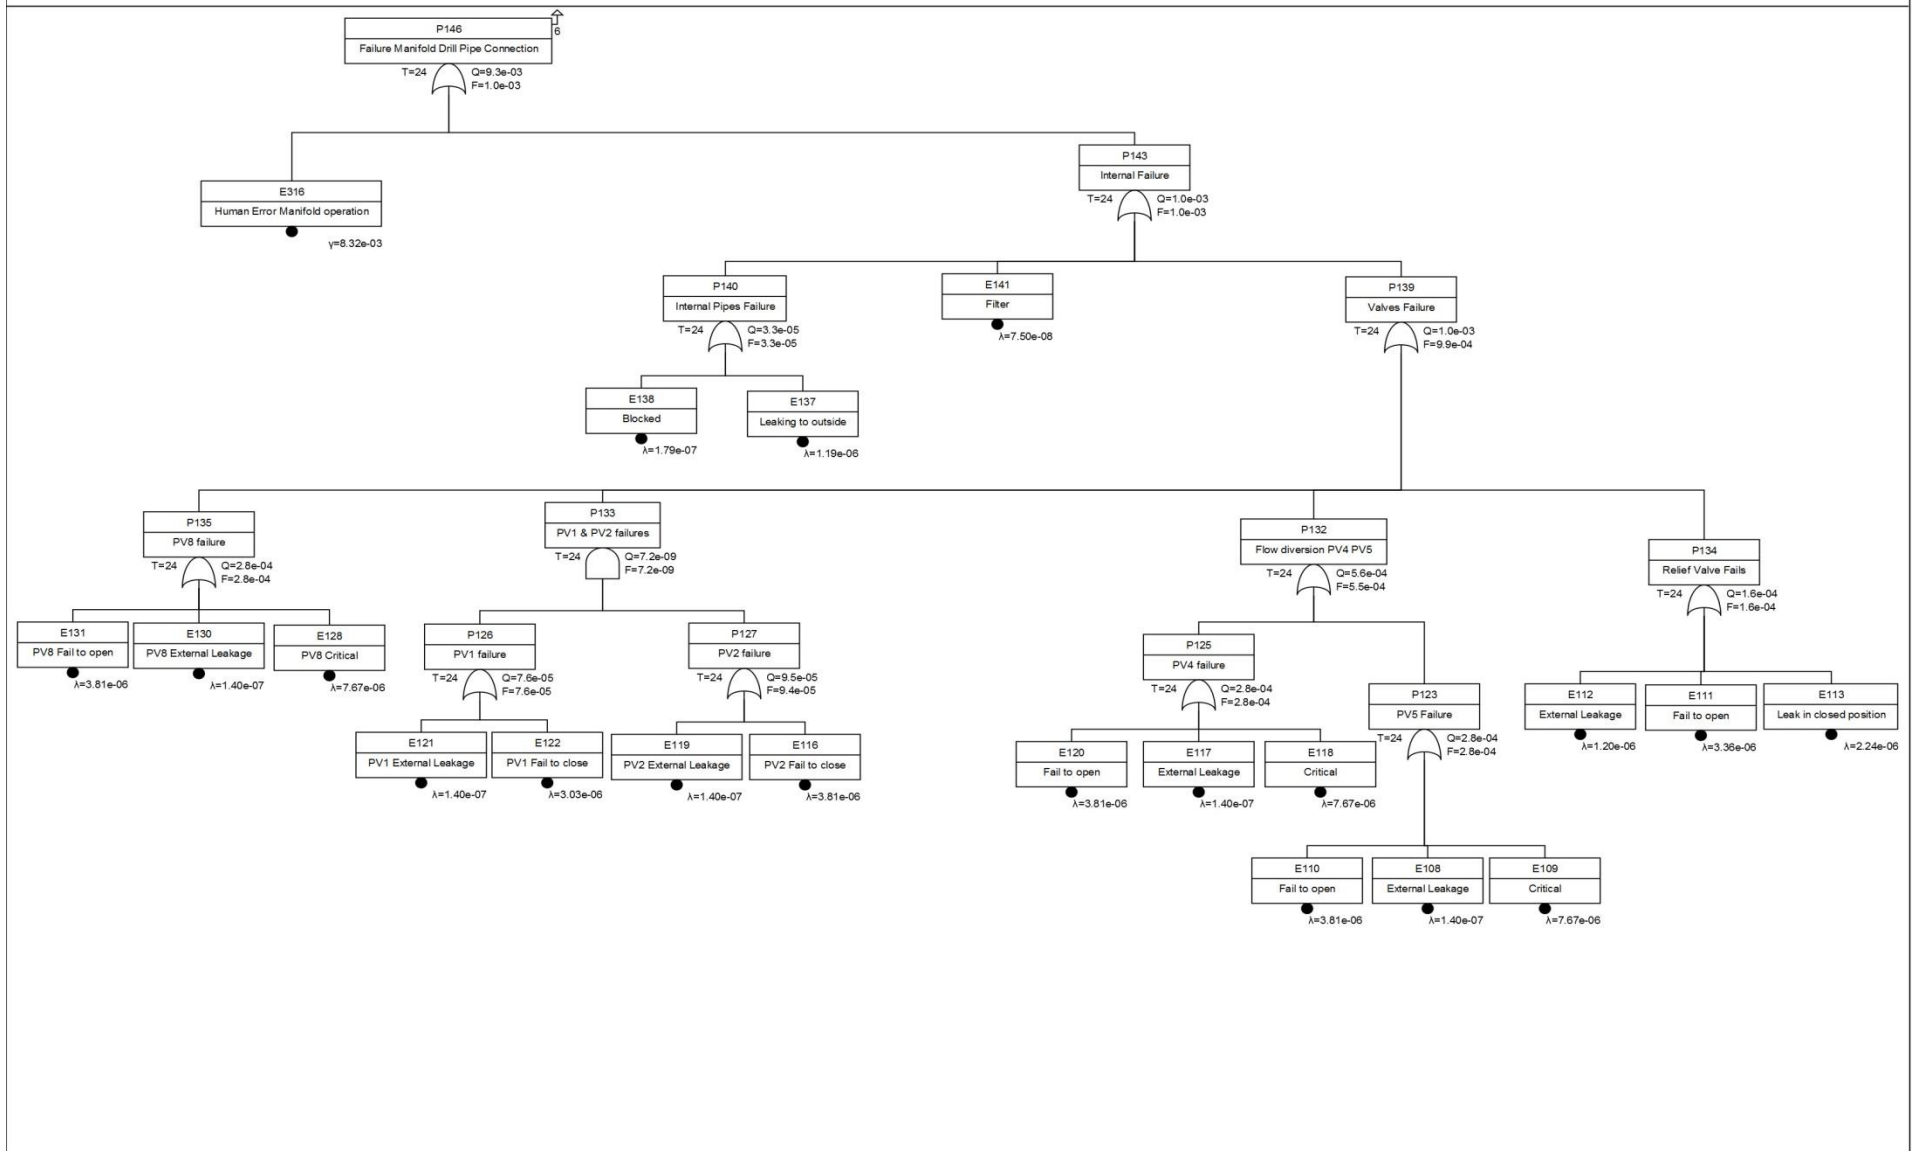 6
P146
Failure Manifold Drill Pipe Connection
T=24
Q=9.3e-03
F=1.0e-03
E316
Human Error Manifold operation
γ=8.32e-03
P143
Internal Failure
T=24
Q=1.0e-03
F=1.0e-03
P140
Internal Pipes Failure
T=24
Q=3.3e-05
F=3.3e-05
E141
Filter
λ=7.50e-08
P139
Valves Failure
T=24
Q=1.0e-03
F=9.9e-04
E138
Blocked
λ=1.79e-07
E137
Leaking to outside
λ=1.19e-06
P135
PV8 failure
T=24
Q=2.8e-04
F=2.8e-04
P133
PV1 & PV2 failures
T=24
Q=7.2e-09
F=7.2e-09
P132
Flow diversion PV4 PV5
T=24
Q=5.6e-04
F=5.5e-04
P134
Relief Valve Fails
T=24
Q=1.6e-04
F=1.6e-04
E131
PV8 Fail to open
λ=3.81e-06
E130
PV8 External Leakage
λ=1.40e-07
E128
PV8 Critical
λ=7.67e-06
P126
PV1 failure
T=24
Q=7.6e-05
F=7.6e-05
P127
PV2 failure
T=24
Q=9.5e-05
F=9.4e-05
P125
PV4 failure
T=24
Q=2.8e-04
F=2.8e-04
P123
PV5 Failure
T=24
Q=2.8e-04
F=2.8e-04
E112
External Leakage
λ=1.20e-06
E111
Fail to open
λ=3.36e-06
E113
Leak in closed position
λ=2.24e-06
E121
PV1 External Leakage
λ=1.40e-07
E122
PV1 Fail to close
λ=3.03e-06
E119
PV2 External Leakage
λ=1.40e-07
E116
PV2 Fail to close
λ=3.81e-06
E120
Fail to open
λ=3.81e-06
E117
External Leakage
λ=1.40e-07
E118
Critical
λ=7.67e-06
E110
Fail to open
λ=3.81e-06
E108
External Leakage
λ=1.40e-07
E109
Critical
λ=7.67e-06